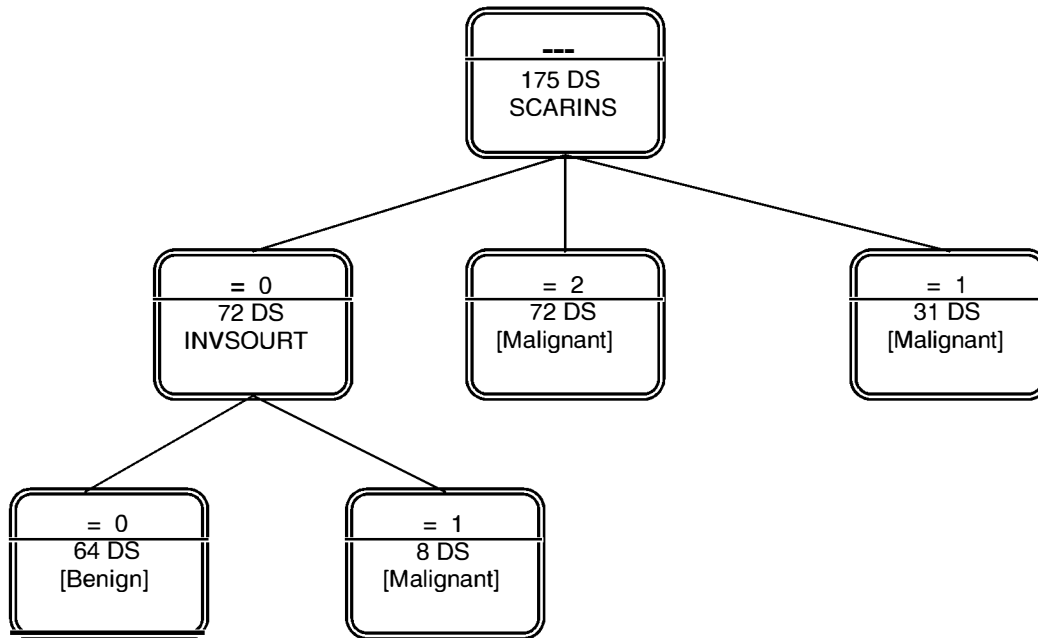 ---
175 DS
SCARINS
= 0
72 DS
INVSOURT
= 2
72 DS
[Malignant]
= 1
31 DS
[Malignant]
= 0
64 DS
[Benign]
= 1
8 DS
[Malignant]